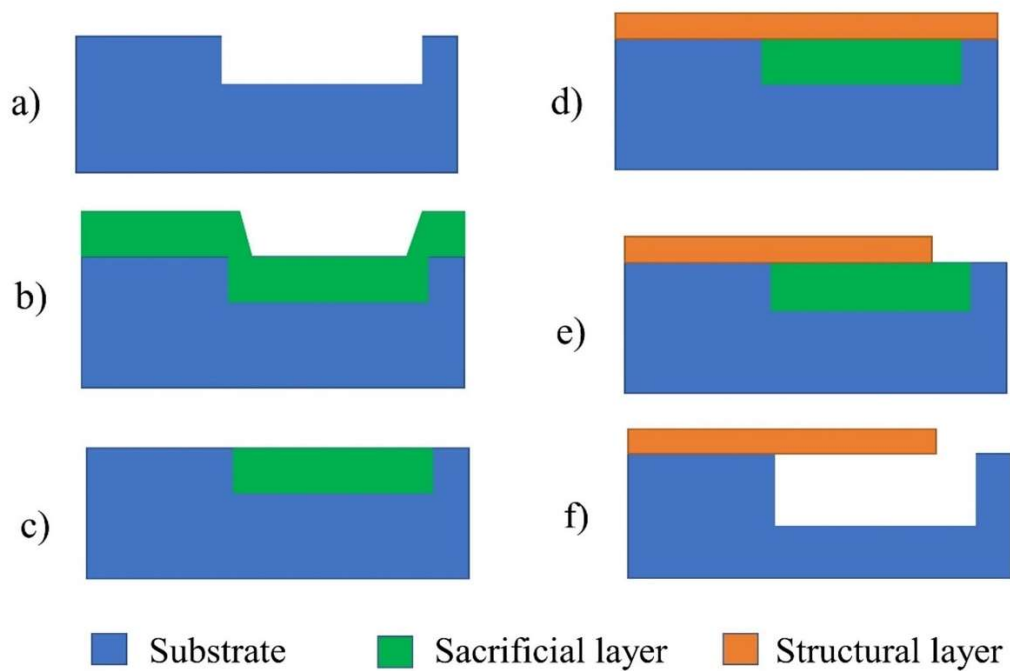 a)
b)
c)
d)
e)
f)
Substrate
Sacrificial layer
Structural layer